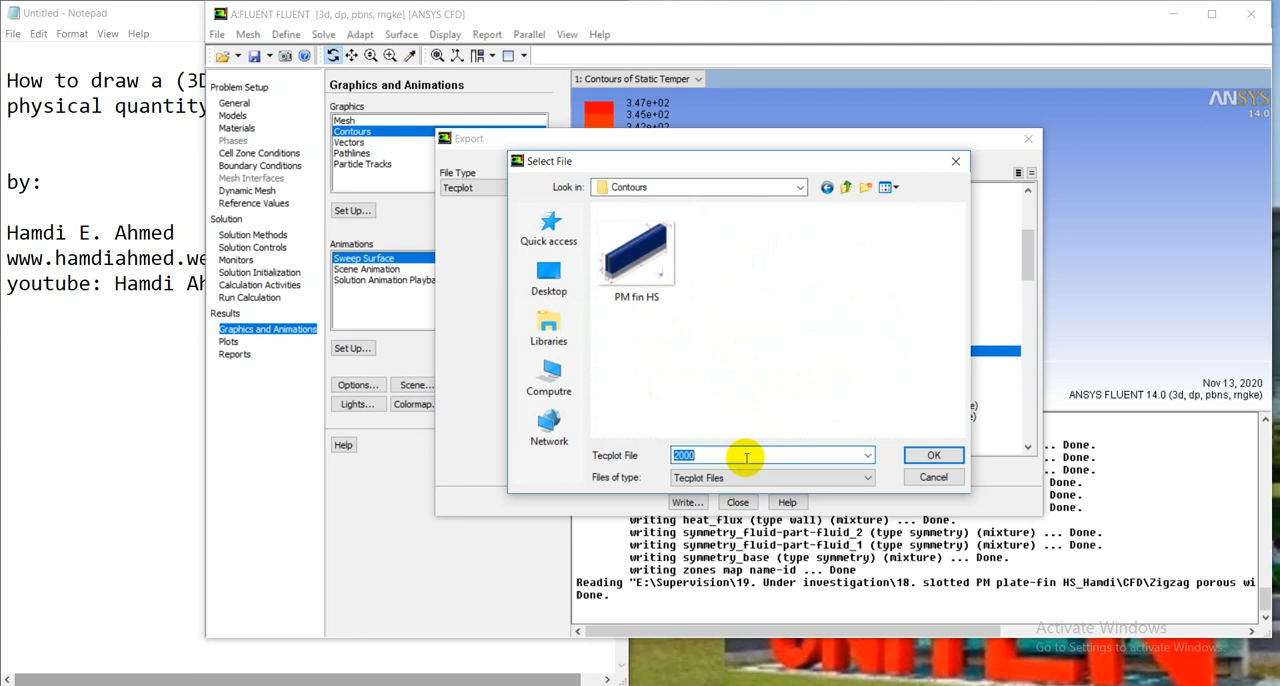 Untitled - Notepad
File Edit Format View Help
How to draw a (3D
physical quantity
by:
Hamdi E. Ahmed
www.hamdiahmed.we
youtube: Hamdi Ah
A:FLUENT FLUENT [3d, dp, pbns, rngke] [ANSYS CFD]
File Mesh Define Solve Adapt Surface Display Report Parallel View Help
Problem Setup
General
Models
Materials
Phases
Cell Zone Conditions
Boundary Conditions
Mesh Interfaces
Dynamic Mesh
Reference Values
Solution
Solution Methods
Solution Controls
Monitors
Solution Initialization
Calculation Activities
Run Calculation
Results
Graphics and Animations
Plots
Reports
Graphics and Animations
Graphics
Mesh
Contours
Vectors
Pathlines
Particle Tracks
Set Up...
Animations
Sweep Surface
Scene Animation
Solution Animation Playba
Set Up...
Options... Scene...
Lights... Colormap.
Help
1: Contours of Static Temper
3.47e+02
3.45e+02
3.42e+02
ANSYS
14.0
Export
File Type
Tecplot
Select File
Look in: Contours
Quick access
Desktop
Libraries
Computre
Network
PM fin HS
Tecplot File 2000 OK
Files of type: Tecplot Files Cancel
Write... Close Help
Nov 13, 2020
ANSYS FLUENT 14.0 (3d, dp, pbns, rngke)
.. Done.
.. Done.
Done.
Done.
Done.
writing heat_flux (type wall) (mixture) ... Done.
writing symmetry_fluid-part-fluid_2 (type symmetry) (mixture) ... Done.
writing symmetry_fluid-part-fluid_1 (type symmetry) (mixture) ... Done.
writing symmetry_base (type symmetry) (mixture) ... Done.
writing zones map name-id ... Done
Reading "E:\Supervision\19. Under investigation\18. slotted PM plate-fin HS_Hamdi\CFD\Zigzag porous wi
Done.
Activate Windows
Go to Settings to activate Windows.